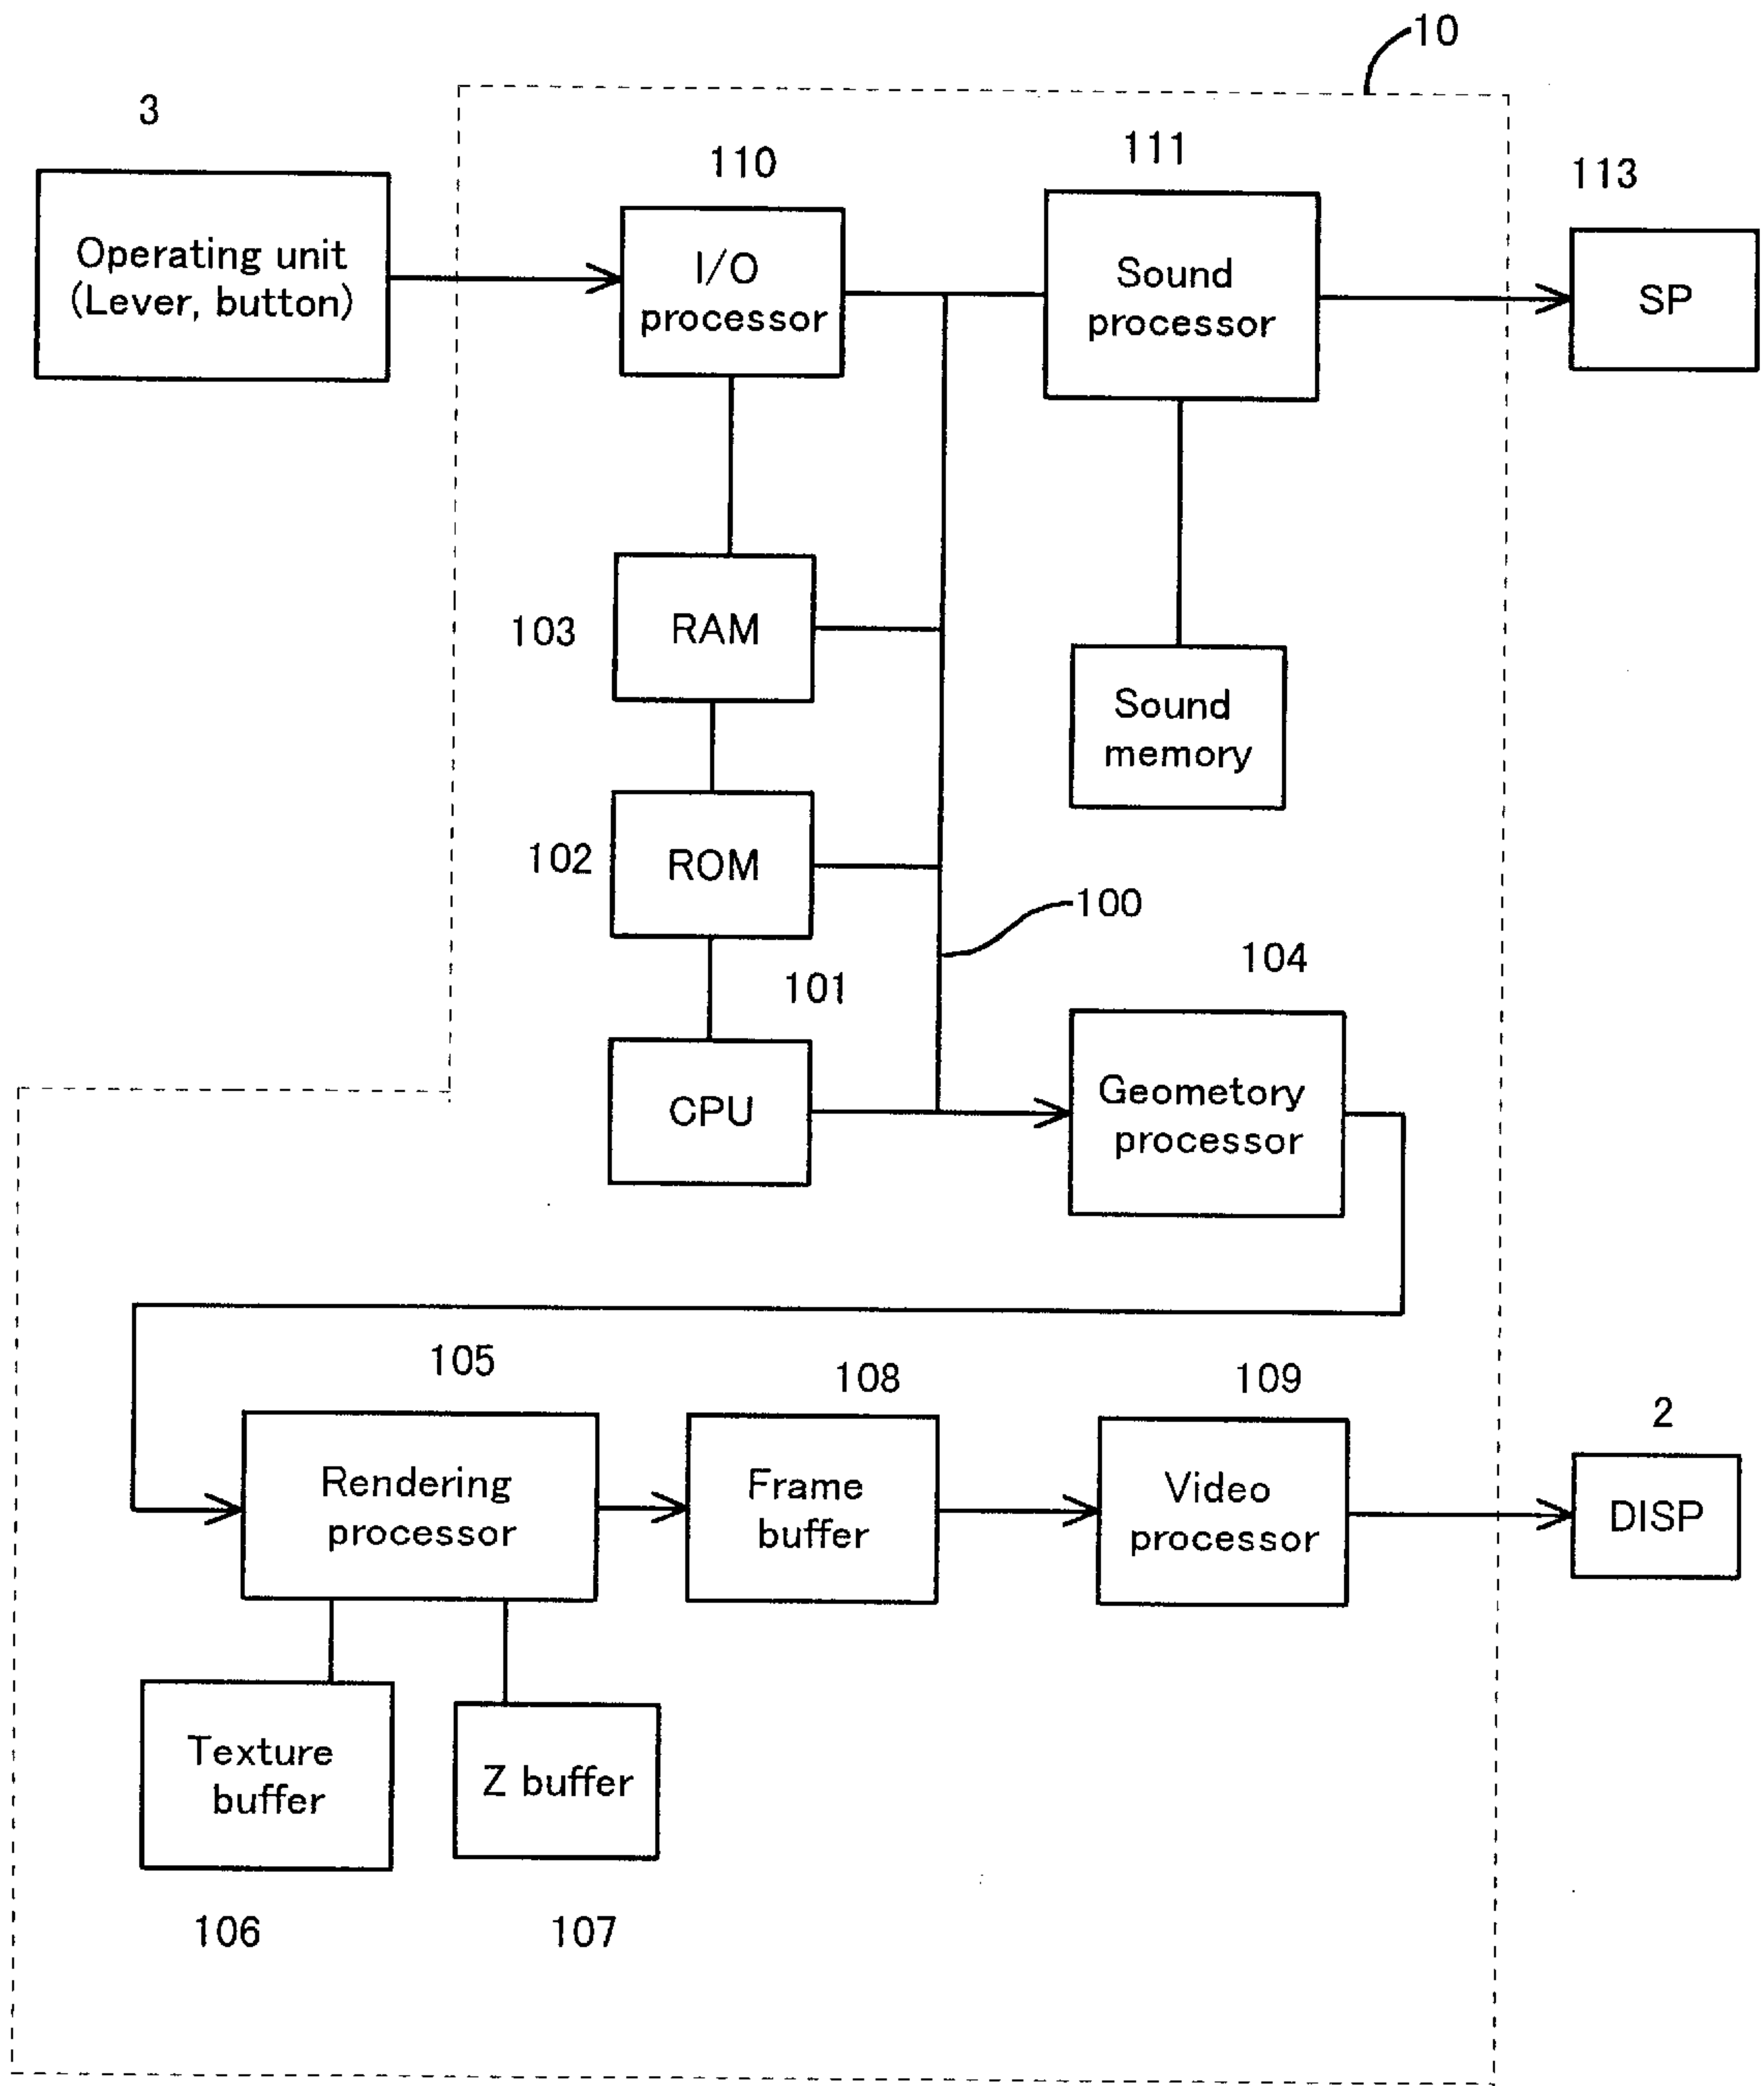 10
3
110
111
113
Operating unit
(Lever, button)
I/O
processor
Sound
processor
SP
103
RAM
Sound
memory
102
ROM
100
101
104
CPU
Geometory
processor
105
108
109
2
Rendering
processor
Frame
buffer
Video
processor
DISP
Texture
buffer
Z buffer
106
107